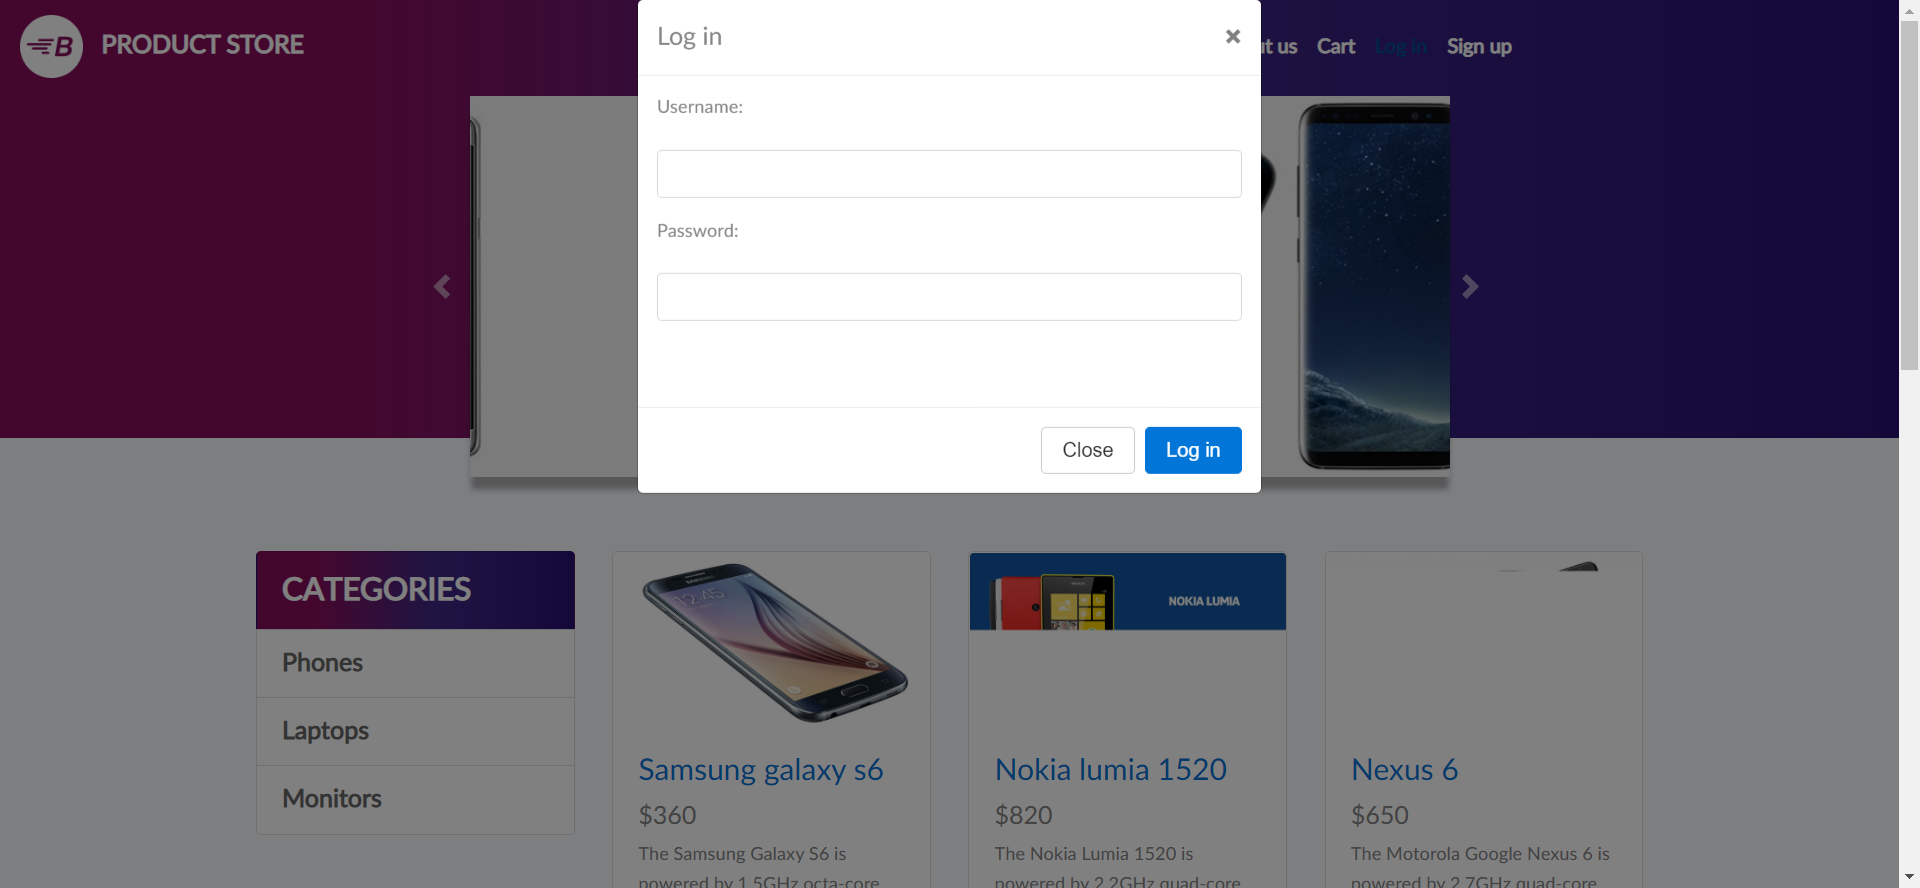 B PRODUCT STORE
t us Cart Log in Sign up
Log in
×
Username:
Password:
Close Log in
CATEGORIES
Phones
Laptops
Monitors
SAMSUNG
12:45
Samsung galaxy s6
$360
The Samsung Galaxy S6 is
powered by 1.5GHz octa-core
NOKIA LUMIA
Nokia lumia 1520
$820
The Nokia Lumia 1520 is
powered by 2.2GHz quad-core
Nexus 6
$650
The Motorola Google Nexus 6 is
powered by 2.7GHz quad-core